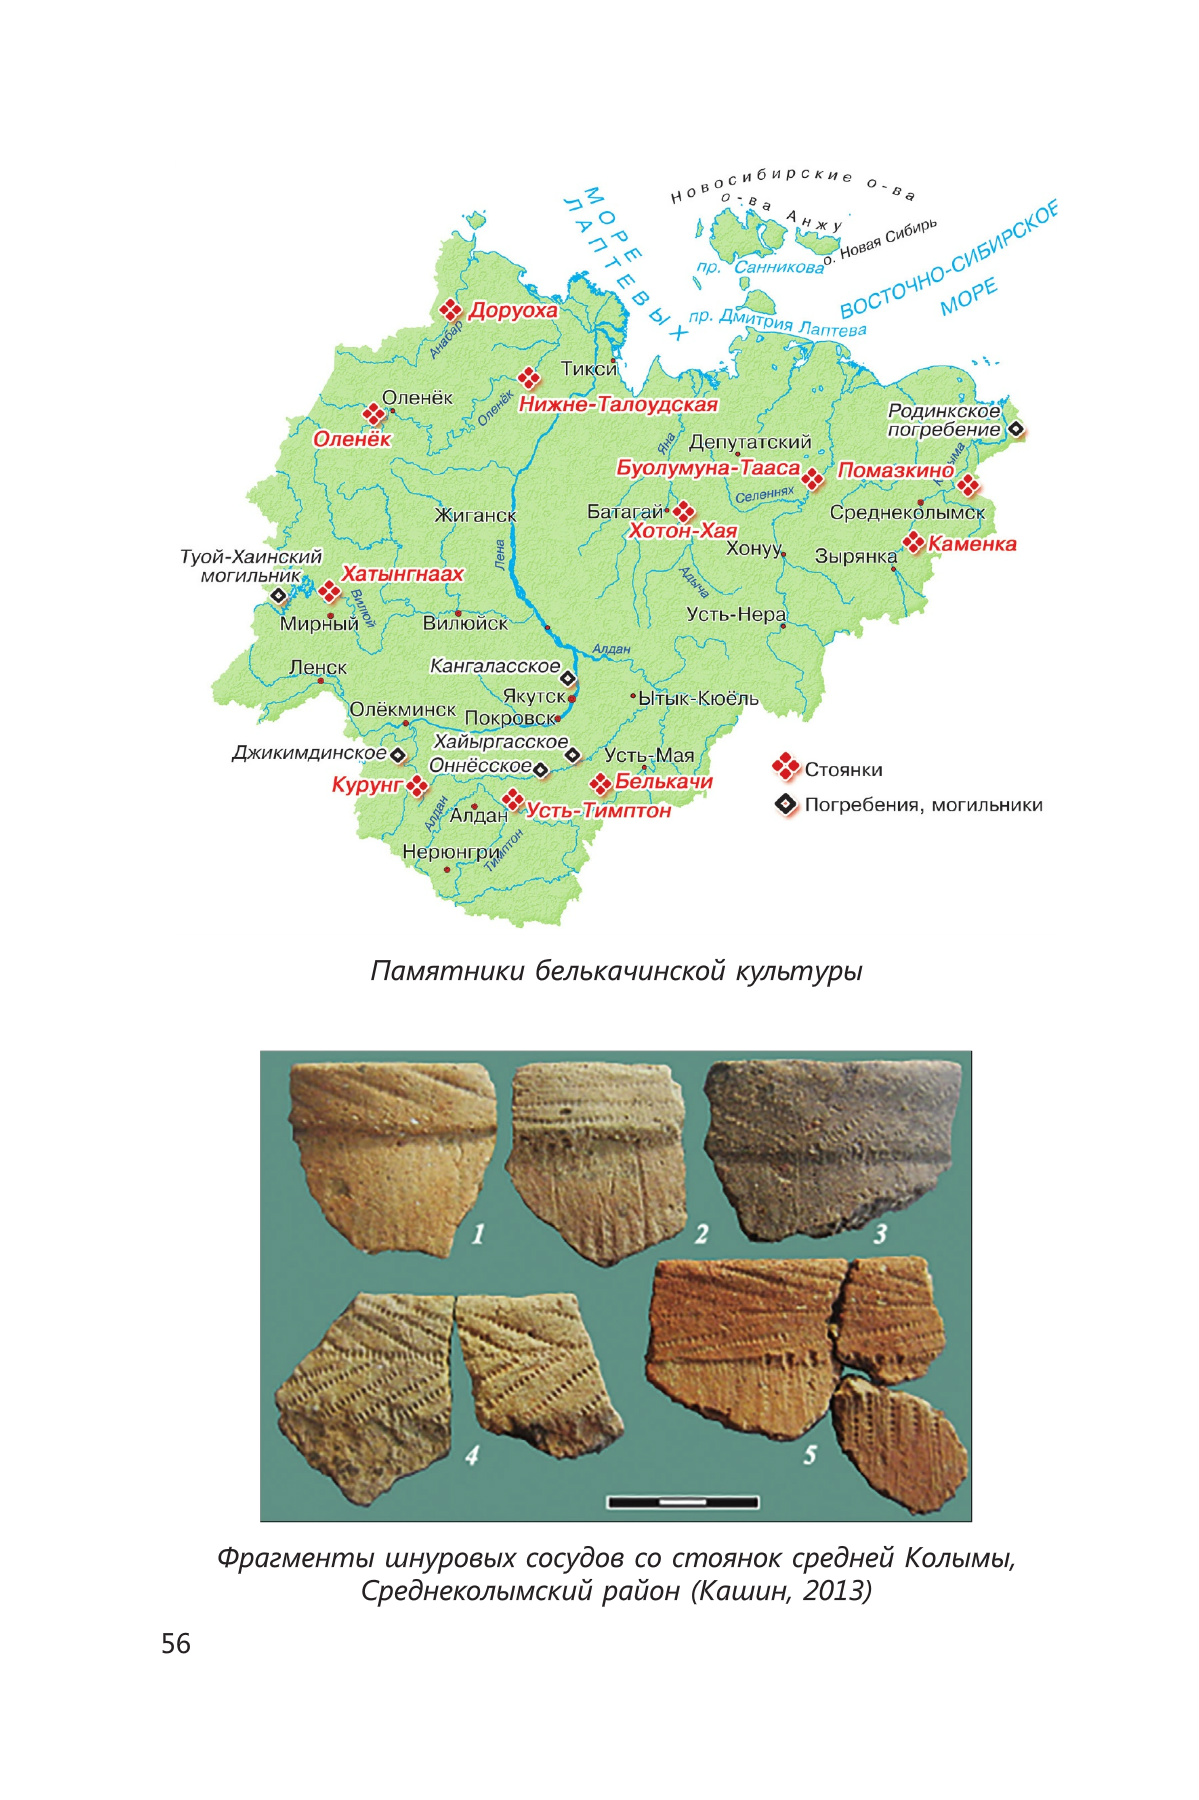 Новосибирские о-ва
о-ва Анжу
о. Новая Сибирь
МОРЕ
ЛАПТЕВЫХ
пр. Санникова
ВОСТОЧНО-СИБИРСКОЕ
МОРЕ
пр. Дмитрия Лаптева
Доруоха
Анабар
Тикси
Оленёк
Оленёк
Нижне-Талоудская
Оленёк
Родинкское
погребение
Яна
Депутатский
Буолумуна-Тааса
Помазкино
Селеннях
Батагай
Среднеколымск
Жиганск
Хотон-Хая
Каменка
Лена
Хонуу
Зырянка
Туой-Хаинский
могильник
Хатынгнаах
Адыча
Вилюй
Мирный
Вилюйск
Усть-Нера
Алдан
Ленск
Кангаласское
Якутск
Ытык-Кюёль
Олёкминск
Покровск
Джикимдинское
Хайыргасское
Оннёсское
Усть-Мая
Курунг
Белькачи
Стоянки
Алдан
Алдан
Усть-Тимптон
Погребения, могильники
Нерюнгри
Тимптон
Памятники белькачинской культуры
1
2
3
4
5
Фрагменты шнуровых сосудов со стоянок средней Колымы,
Среднеколымский район (Кашин, 2013)
56